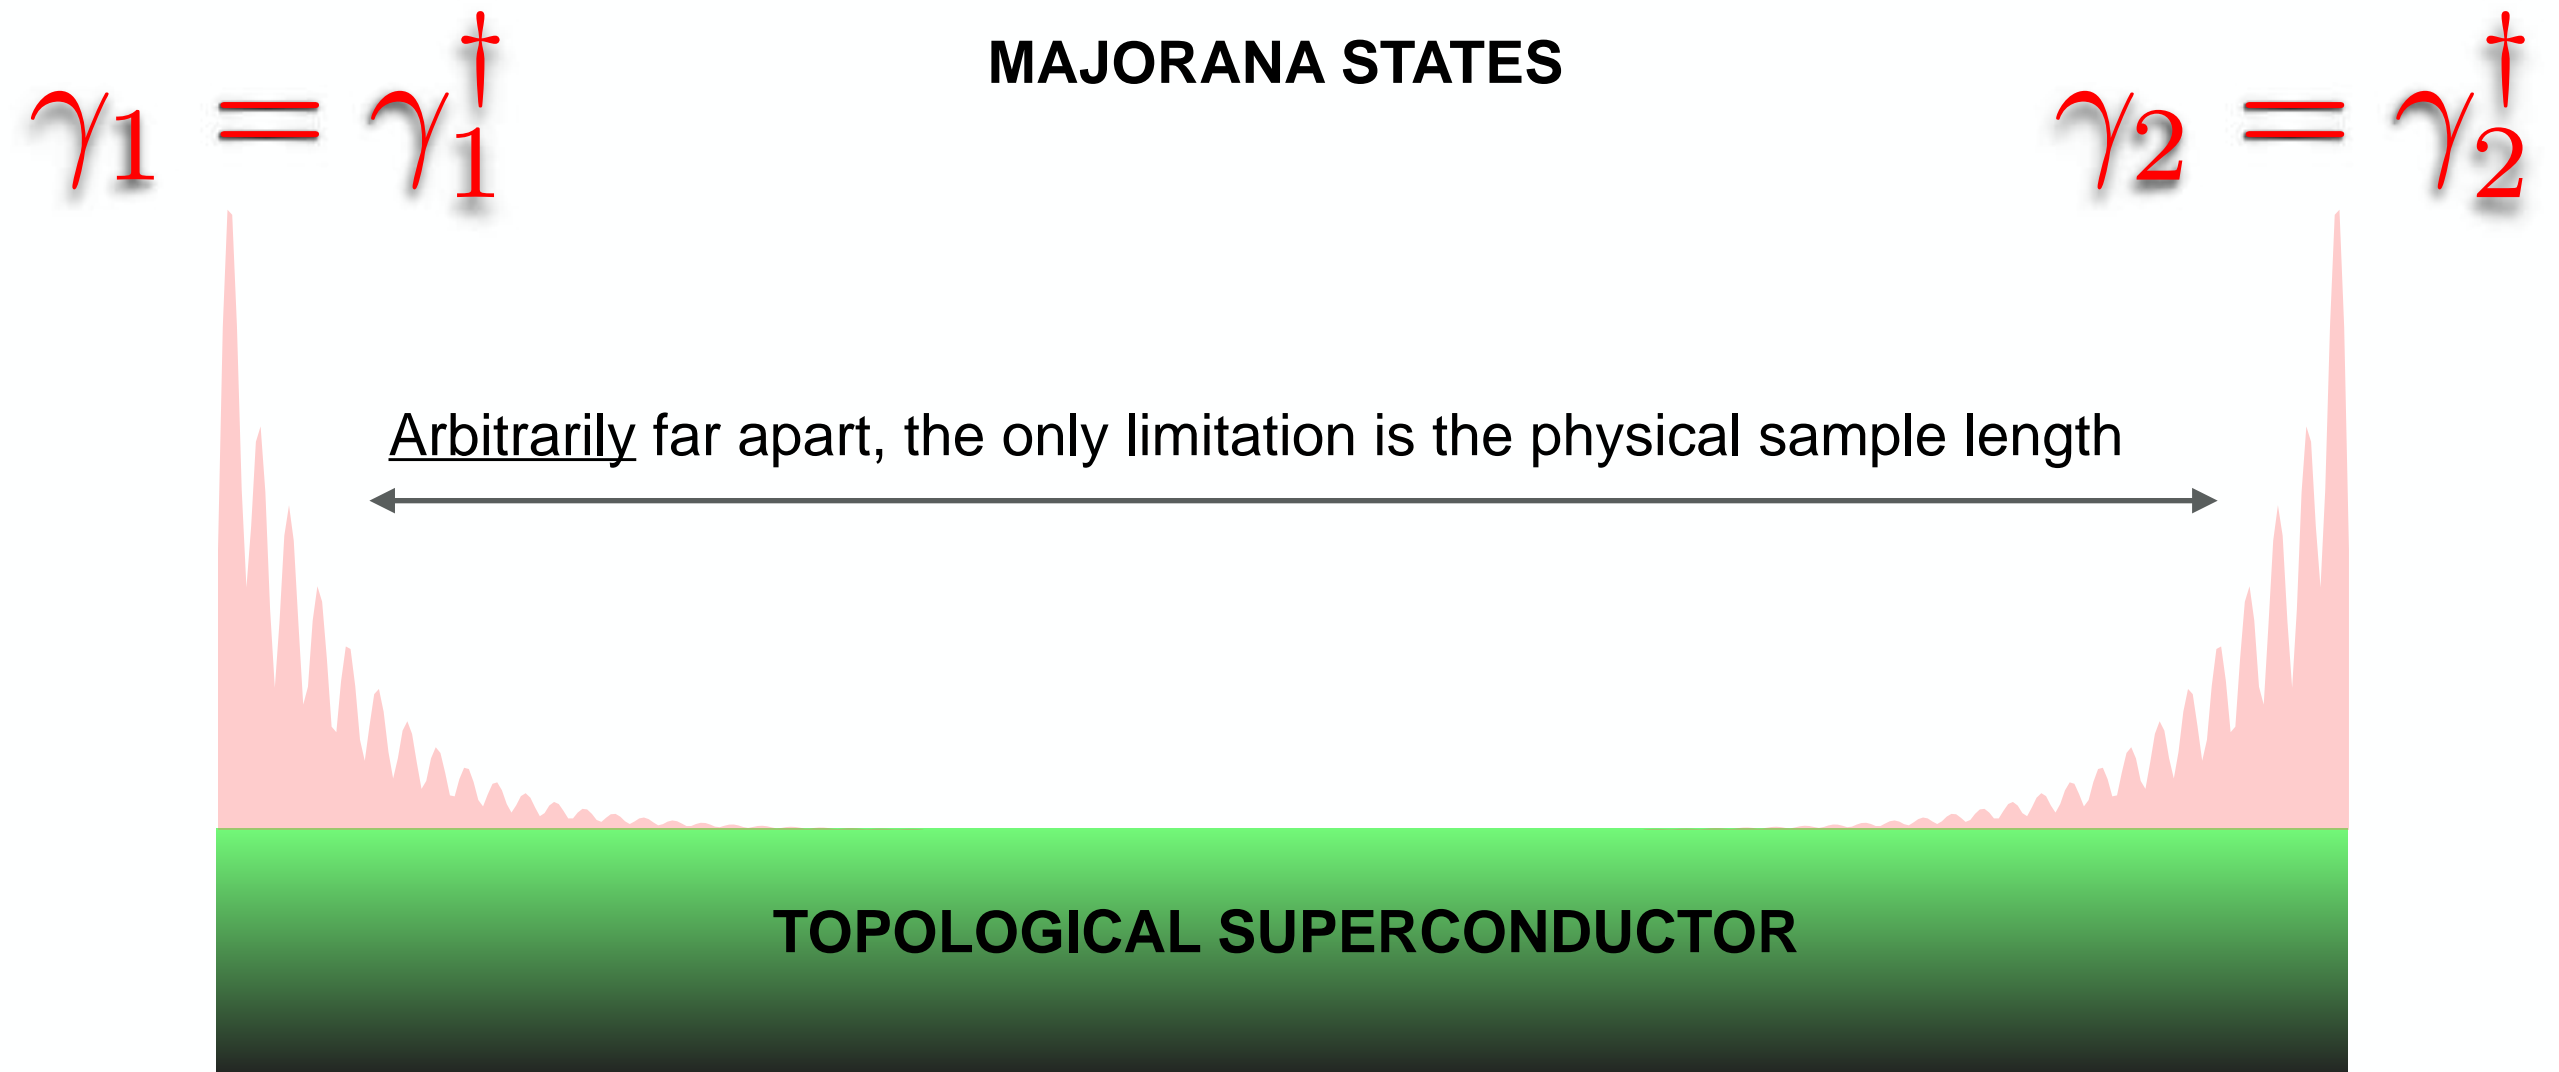 MAJORANA STATES
γ₁ = γ₁†
γ₂ = γ₂†
Arbitrarily far apart, the only limitation is the physical sample length
TOPOLOGICAL SUPERCONDUCTOR